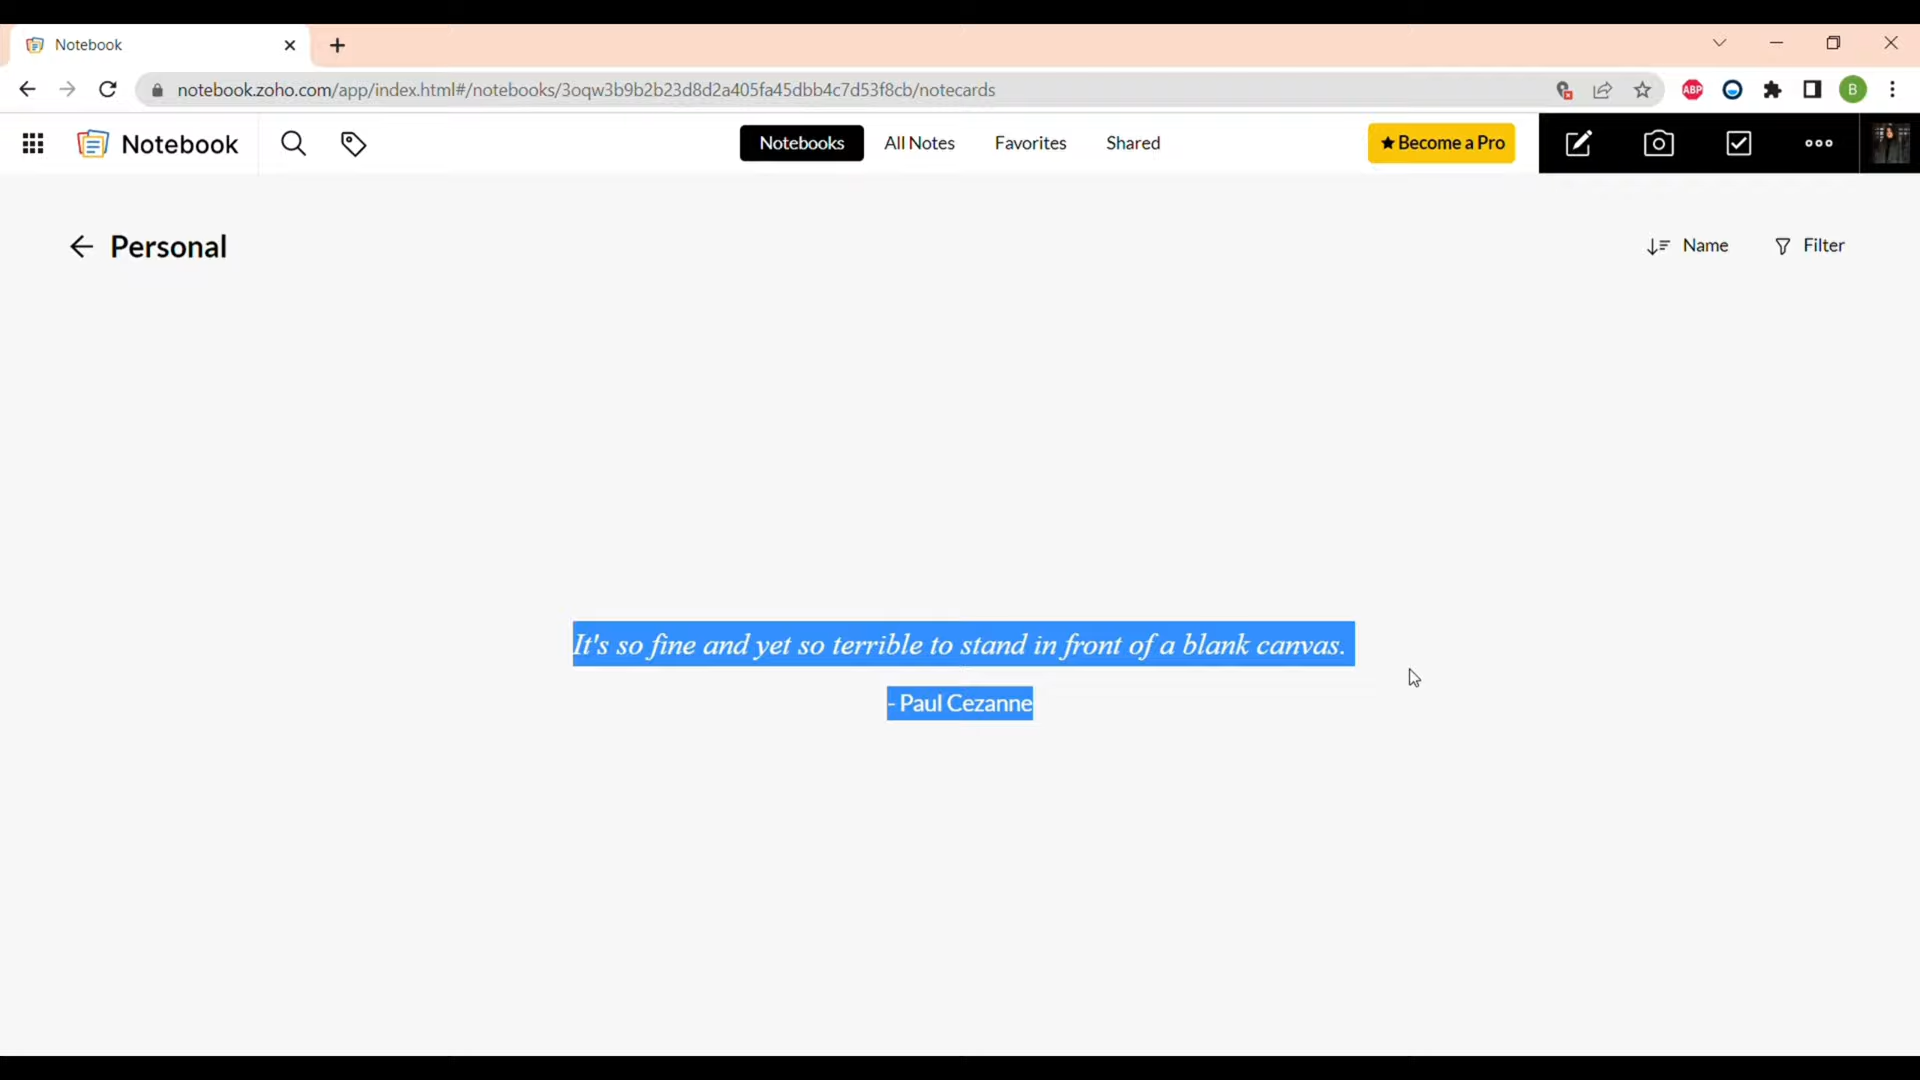 Notebook
notebook.zoho.com/app/index.html#/notebooks/3oqw3b9b2b23d8d2a405fa45dbb4c7d53f8cb/notecards
ABP
B
Notebook
Notebooks
All Notes
Favorites
Shared
Become a Pro
Personal
Name
Filter
It's so fine and yet so terrible to stand in front of a blank canvas.
- Paul Cezanne